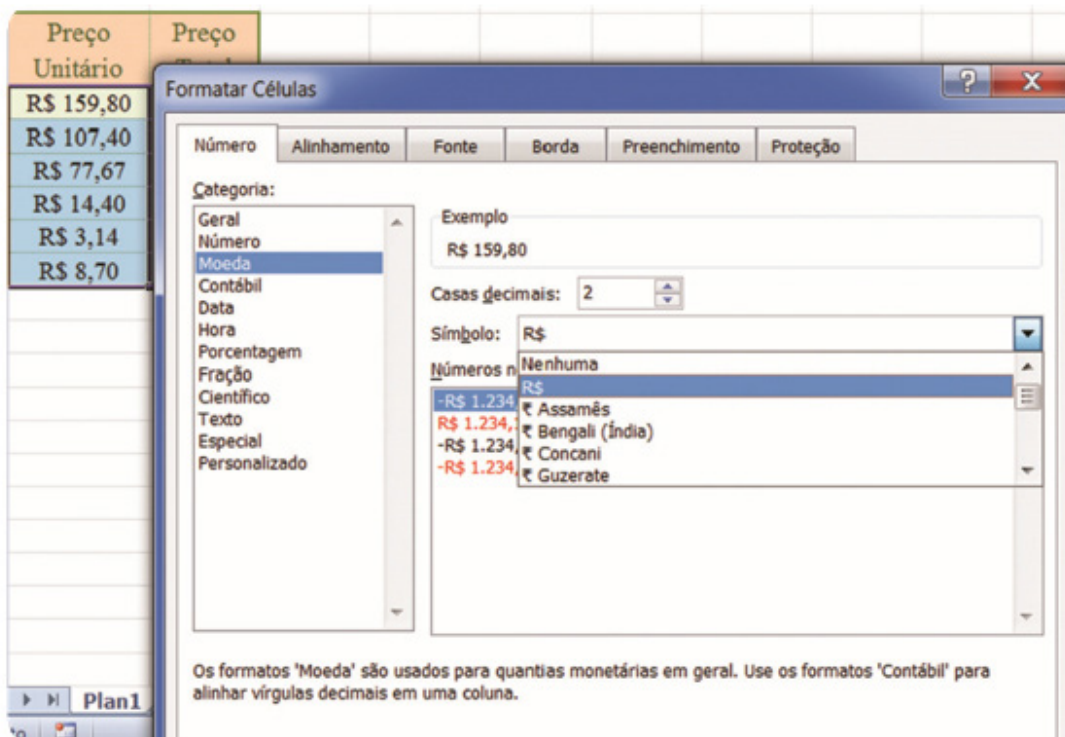 Preço Preço
Unitário
R$ 159,80
R$ 107,40
R$ 77,67
R$ 14,40
R$ 3,14
R$ 8,70
Formatar Células
Número Alinhamento Fonte Borda Preenchimento Proteção
Categoria:
Geral
Número
Moeda
Contábil
Data
Hora
Porcentagem
Fração
Científico
Texto
Especial
Personalizado
Exemplo
R$ 159,80
Casas decimais: 2
Símbolo: R$
Nenhuma
R$
₹ Assamês
₹ Bengali (Índia)
₹ Concani
₹ Guzerate
Números n
-R$ 1.234,
R$ 1.234,
-R$ 1.234,
-R$ 1.234,
Os formatos 'Moeda' são usados para quantias monetárias em geral. Use os formatos 'Contábil' para
alinhar vírgulas decimais em uma coluna.
Plan1